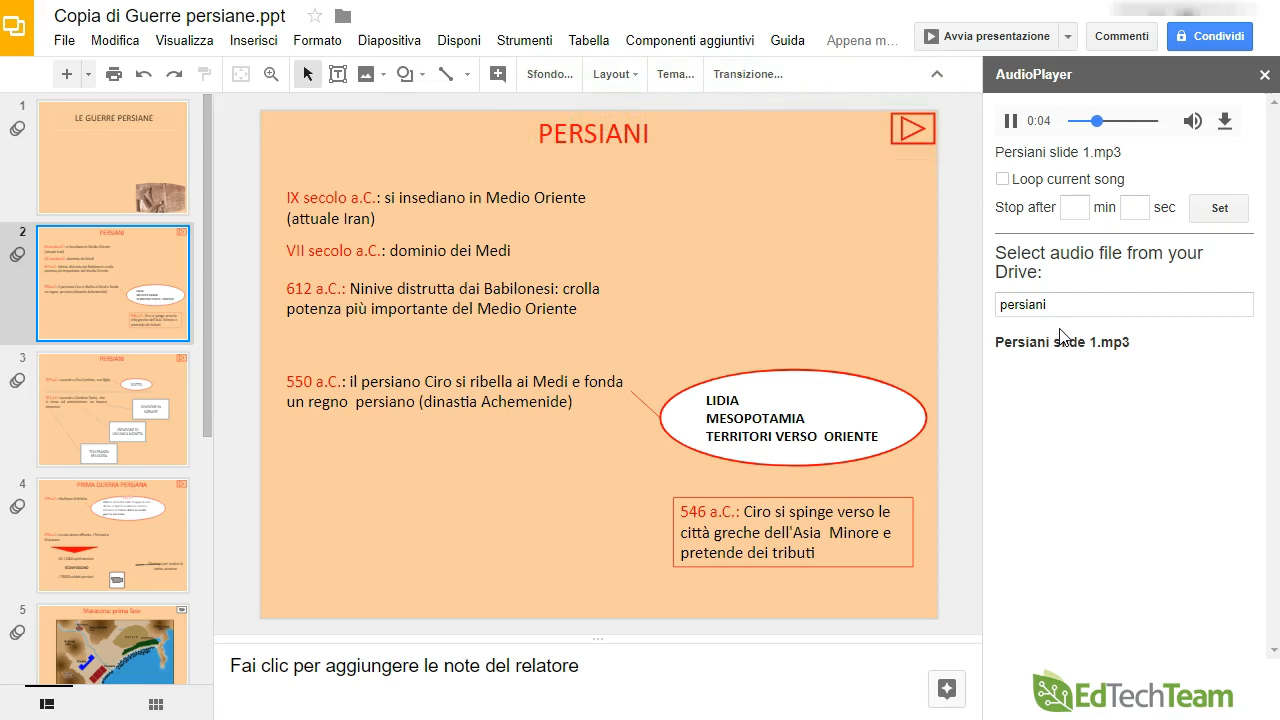 Copia di Guerre persiane.ppt
File Modifica Visualizza Inserisci Formato Diapositiva Disponi Strumenti Tabella Componenti aggiuntivi Guida Appena m...
Avvia presentazione Commenti Condividi
Sfondo... Layout Tema... Transizione...
AudioPlayer
1
LE GUERRE PERSIANE
2
PERSIANI
3
PERSIANI
4
PRIMA GUERRA PERSIANA
5
Maratona: prima fase
PERSIANI
IX secolo a.C.: si insediano in Medio Oriente
(attuale Iran)
VII secolo a.C.: dominio dei Medi
612 a.C.: Ninive distrutta dai Babilonesi: crolla
potenza più importante del Medio Oriente
550 a.C.: il persiano Ciro si ribella ai Medi e fonda
un regno persiano (dinastia Achemenide)
LIDIA
MESOPOTAMIA
TERRITORI VERSO ORIENTE
546 a.C.: Ciro si spinge verso le
città greche dell'Asia Minore e
pretende dei tributi
Fai clic per aggiungere le note del relatore
0:04
Persiani slide 1.mp3
Loop current song
Stop after min sec Set
Select audio file from your
Drive:
persiani
Persiani slide 1.mp3
EdTechTeam